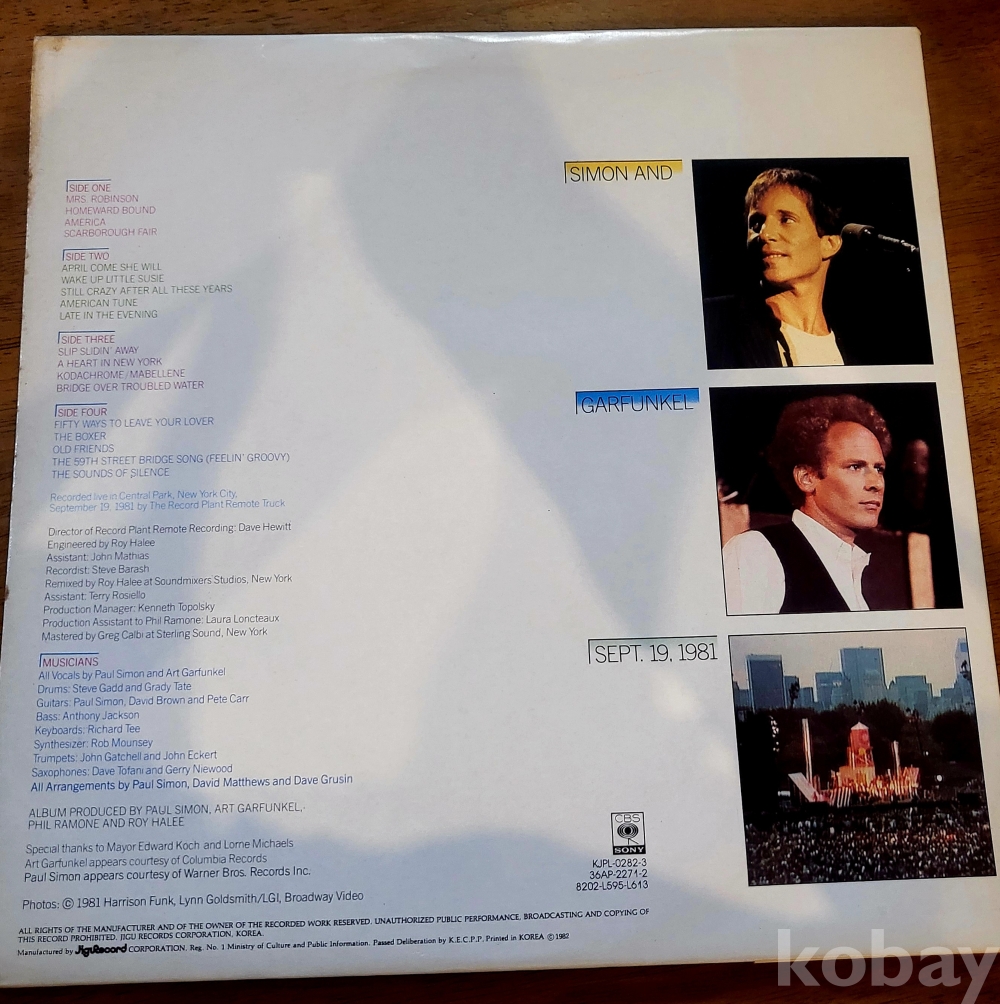 SIDE ONE
MRS. ROBINSON
HOMEWARD BOUND
AMERICA
SCARBOROUGH FAIR
SIDE TWO
APRIL COME SHE WILL
WAKE UP LITTLE SUSIE
STILL CRAZY AFTER ALL THESE YEARS
AMERICAN TUNE
LATE IN THE EVENING
SIDE THREE
SLIP SLIDIN' AWAY
A HEART IN NEW YORK
KODACHROME/MABELLENE
BRIDGE OVER TROUBLED WATER
SIDE FOUR
FIFTY WAYS TO LEAVE YOUR LOVER
THE BOXER
OLD FRIENDS
THE 59TH STREET BRIDGE SONG (FEELIN' GROOVY)
THE SOUNDS OF SILENCE
Recorded live in Central Park, New York City,
September 19, 1981 by The Record Plant Remote Truck
Director of Record Plant Remote Recording: Dave Hewitt
Engineered by Roy Halee
Assistant: John Mathias
Recordist: Steve Barash
Remixed by Roy Halee at Soundmixers Studios, New York
Assistant: Terry Rosiello
Production Manager: Kenneth Topolsky
Production Assistant to Phil Ramone: Laura Loncteaux
Mastered by Greg Calbi at Sterling Sound, New York
MUSICIANS
All Vocals by Paul Simon and Art Garfunkel
Drums: Steve Gadd and Grady Tate
Guitars: Paul Simon, David Brown and Pete Carr
Bass: Anthony Jackson
Keyboards: Richard Tee
Synthesizer: Rob Mounsey
Trumpets: John Gatchell and John Eckert
Saxophones: Dave Tofani and Gerry Niewood
All Arrangements by Paul Simon, David Matthews and Dave Grusin
ALBUM PRODUCED BY PAUL SIMON, ART GARFUNKEL,
PHIL RAMONE AND ROY HALEE
Special thanks to Mayor Edward Koch and Lorne Michaels
Art Garfunkel appears courtesy of Columbia Records
Paul Simon appears courtesy of Warner Bros. Records Inc.
Photos: © 1981 Harrison Funk, Lynn Goldsmith/LGI, Broadway Video
ALL RIGHTS OF THE MANUFACTURER AND OF THE OWNER OF THE RECORDED WORK RESERVED. UNAUTHORIZED PUBLIC PERFORMANCE, BROADCASTING AND COPYING OF
THIS RECORD PROHIBITED. JIGU RECORDS CORPORATION, KOREA.
Manufactured by JiguRecord CORPORATION. Reg. No. 1 Ministry of Culture and Public Information. Passed Deliberation by K.E.C.P.P. Printed in KOREA © 1982
SIMON AND
GARFUNKEL
SEPT. 19, 1981
CBS
SONY
KJPL-0282-3
36AP-2271-2
8202-L595-L613
kobay